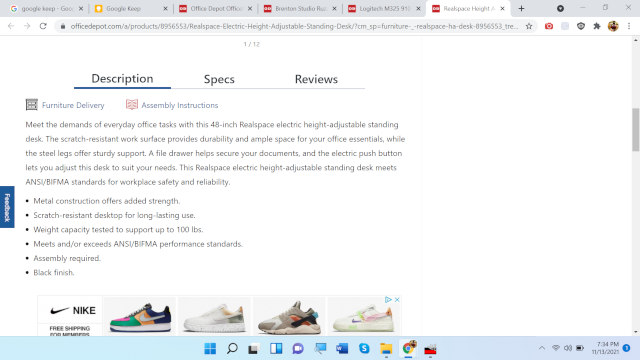 google keep - Goo
Google Keep
Office Depot Office
Brenton Studio Ru
Logitech M325 910
Realspace Height A
officedepot.com/a/products/8956553/Realspace-Electric-Height-Adjustable-Standing-Desk/?cm_sp=furniture-_-realspace-ha-desk-8956553_tre...
1 / 12
Description Specs Reviews
Furniture Delivery Assembly Instructions
Meet the demands of everyday office tasks with this 48-inch Realspace electric height-adjustable standing
desk. The scratch-resistant work surface provides durability and ample space for your office essentials, while
the steel legs offer sturdy support. A file drawer helps secure your documents, and the electric push button
lets you adjust this desk to suit your needs. This Realspace electric height-adjustable standing desk meets
ANSI/BIFMA standards for workplace safety and reliability.
Metal construction offers added strength.
Scratch-resistant desktop for long-lasting use.
Weight capacity tested to support up to 100 lbs.
Meets and/or exceeds ANSI/BIFMA performance standards.
Assembly required.
Black finish.
Feedback
NIKE
FREE SHIPPING
FOR MEMBERS
7:34 PM
11/13/2021